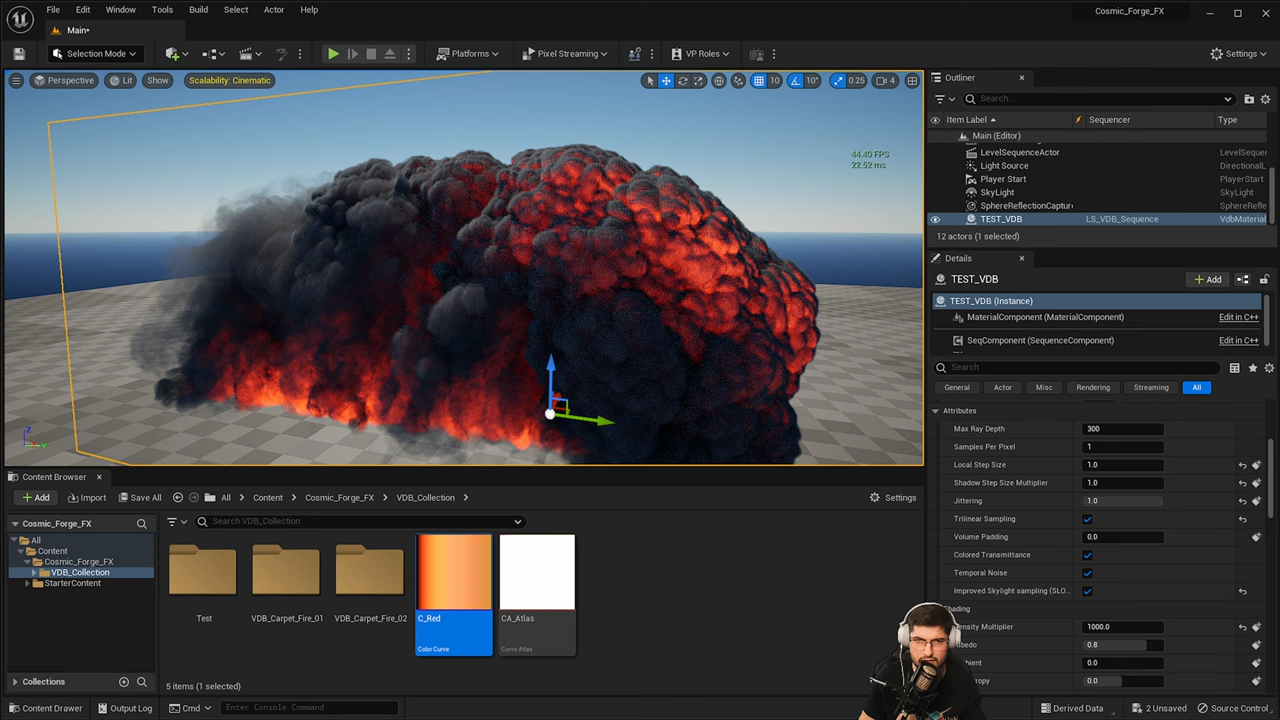 File Edit Window Tools Build Select Actor Help
Cosmic_Forge_FX
Main•
Selection Mode
Platforms
Pixel Streaming
VP Roles
Settings
Perspective
Lit
Show
Scalability: Cinematic
10
10°
0.25
4
44.40 FPS
22.52 ms
Z
Y
Outliner
Search...
Item Label
Sequencer
Type
Main (Editor)
LevelSequenceActor LevelSequer
Light Source DirectionalL
Player Start PlayerStart
SkyLight SkyLight
SphereReflectionCapture SphereRefle
TEST_VDB LS_VDB_Sequence VdbMaterial
12 actors (1 selected)
Details
TEST_VDB
Add
TEST_VDB (Instance)
MaterialComponent (MaterialComponent) Edit in C++
SeqComponent (SequenceComponent) Edit in C++
Search
General Actor Misc Rendering Streaming All
Attributes
Max Ray Depth 300
Samples Per Pixel 1
Local Step Size 1.0
Shadow Step Size Multiplier 1.0
Jittering 1.0
Trilinear Sampling
Volume Padding 0.0
Colored Transmittance
Temporal Noise
Improved Skylight sampling (SLO...
Shading
ensity Multiplier 1000.0
lbedo 0.8
bient 0.0
opy 0.0
Content Browser
Add
Import
Save All
All
Content
Cosmic_Forge_FX
VDB_Collection
Settings
Cosmic_Forge_FX
All
Content
Cosmic_Forge_FX
VDB_Collection
StarterContent
Collections
Search VDB_Collection
Test
VDB_Carpet_Fire_01
VDB_Carpet_Fire_02
C_Red
Color Curve
CA_Atlas
Curve Atlas
5 items (1 selected)
Content Drawer
Output Log
Cmd
Enter Console Command
Derived Data
2 Unsaved
Source Control